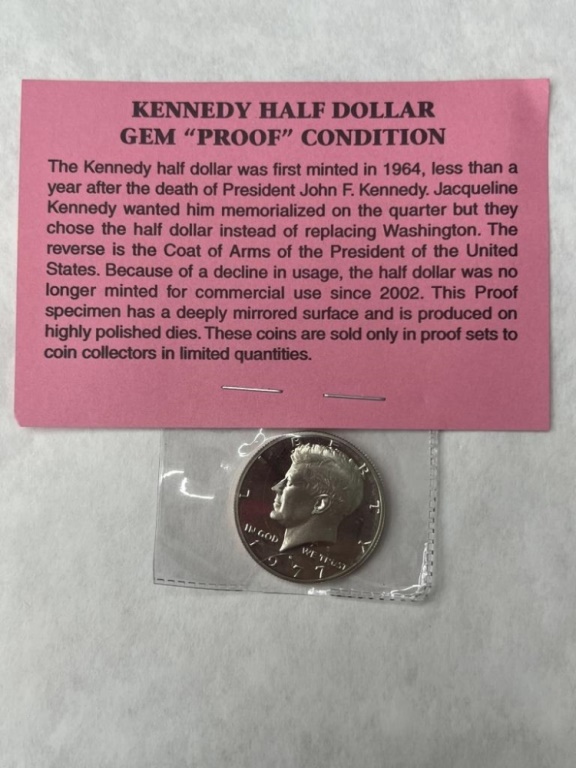 KENNEDY HALF DOLLAR
GEM “PROOF” CONDITION
The Kennedy half dollar was first minted in 1964, less than a
year after the death of President John F. Kennedy. Jacqueline
Kennedy wanted him memorialized on the quarter but they
chose the half dollar instead of replacing Washington. The
reverse is the Coat of Arms of the President of the United
States. Because of a decline in usage, the half dollar was no
longer minted for commercial use since 2002. This Proof
specimen has a deeply mirrored surface and is produced on
highly polished dies. These coins are sold only in proof sets to
coin collectors in limited quantities.
LIBERTY
IN GOD WE TRUST
1977